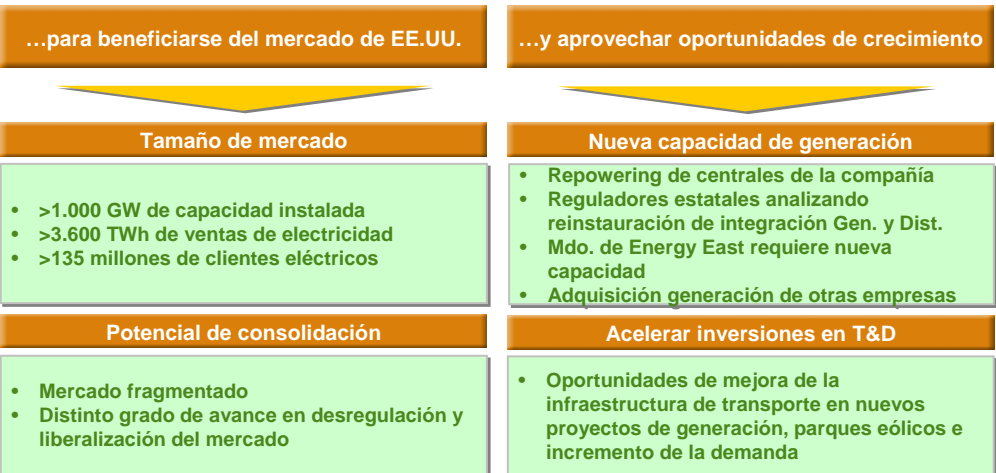 …para beneficiarse del mercado de EE.UU.
Tamaño de mercado
• >1.000 GW de capacidad instalada
• >3.600 TWh de ventas de electricidad
• >135 millones de clientes eléctricos
Potencial de consolidación
• Mercado fragmentado
• Distinto grado de avance en desregulación y
liberalización del mercado
…y aprovechar oportunidades de crecimiento
Nueva capacidad de generación
• Repowering de centrales de la compañía
• Reguladores estatales analizando
reinstauración de integración Gen. y Dist.
• Mdo. de Energy East requiere nueva
capacidad
• Adquisición generación de otras empresas
Acelerar inversiones en T&D
• Oportunidades de mejora de la
infraestructura de transporte en nuevos
proyectos de generación, parques eólicos e
incremento de la demanda